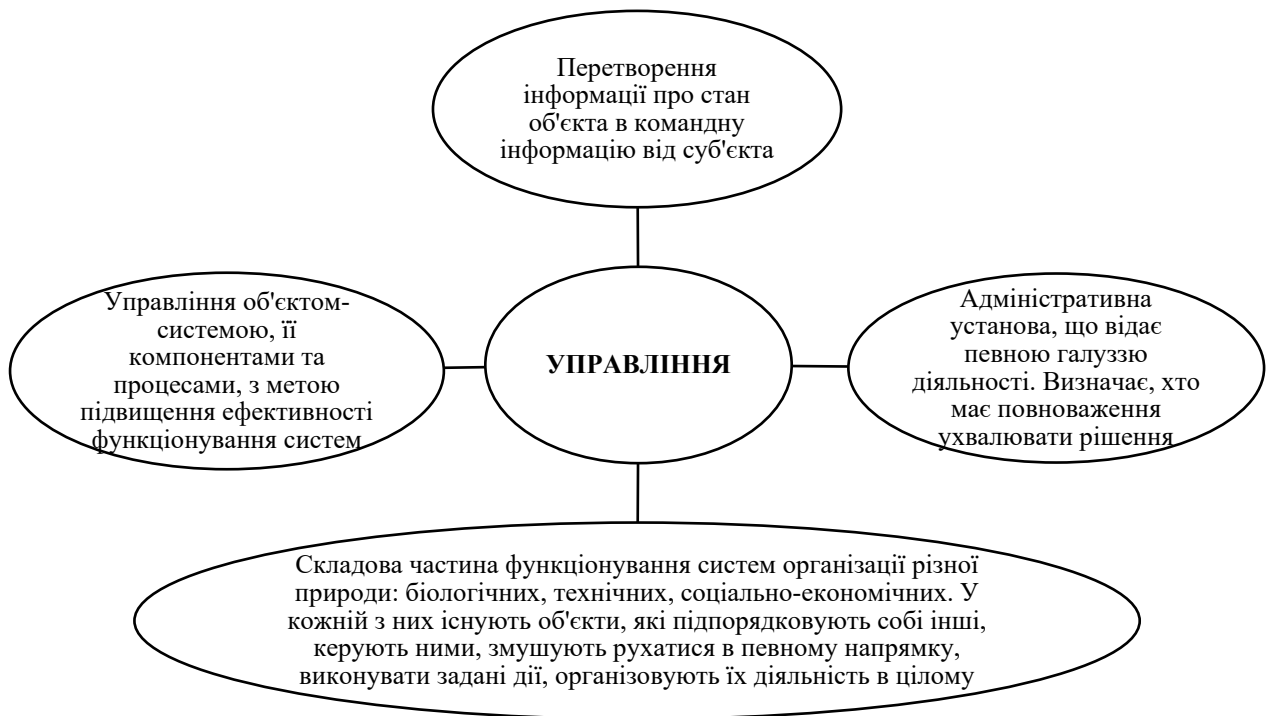 Перетворення
інформації про стан
об'єкта в командну
інформацію від суб'єкта
Управління об'єктом-
системою, її
компонентами та
процесами, з метою
підвищення ефективності
функціонування систем
УПРАВЛІННЯ
Адміністративна
установа, що відає
певною галуззю
діяльності. Визначає, хто
має повноваження
ухвалювати рішення
Складова частина функціонування систем організації різної
природи: біологічних, технічних, соціально-економічних. У
кожній з них існують об'єкти, які підпорядковують собі інші,
керують ними, змушують рухатися в певному напрямку,
виконувати задані дії, організовують їх діяльність в цілому